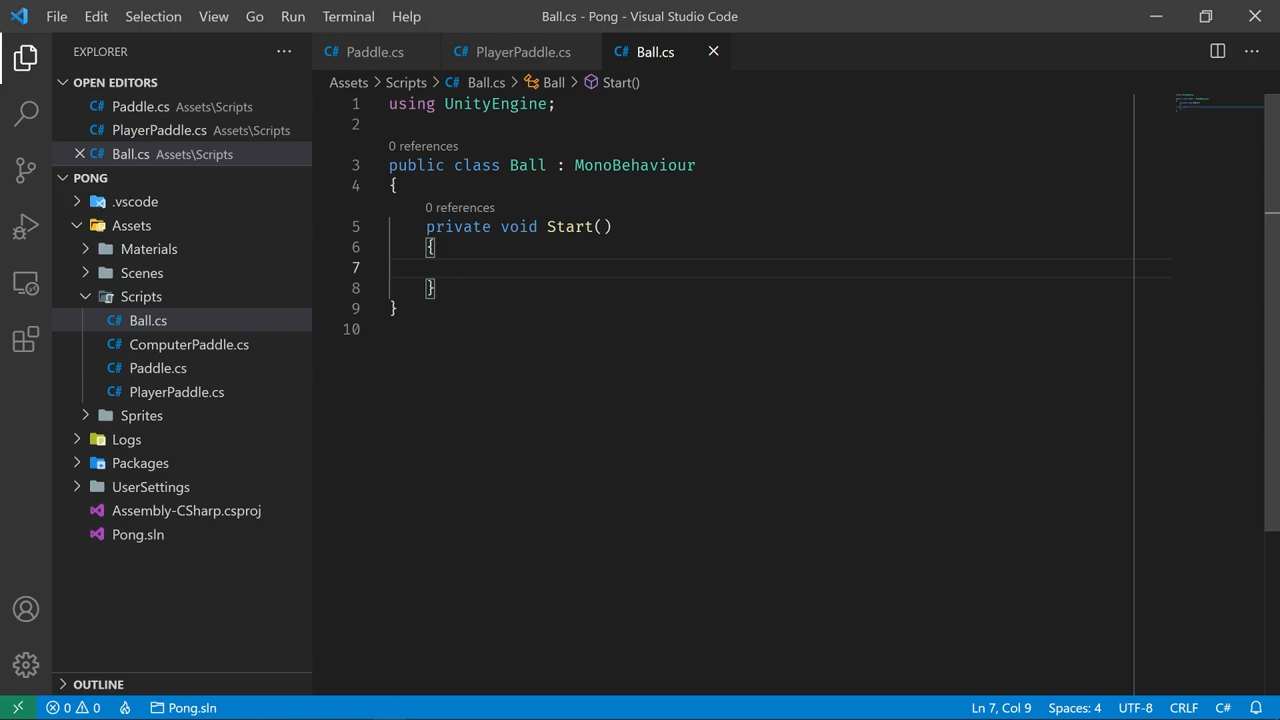 File Edit Selection View Go Run Terminal Help
Ball.cs - Pong - Visual Studio Code
EXPLORER
OPEN EDITORS
C# Paddle.cs Assets\Scripts
C# PlayerPaddle.cs Assets\Scripts
C# Ball.cs Assets\Scripts
PONG
.vscode
Assets
Materials
Scenes
Scripts
C# Ball.cs
C# ComputerPaddle.cs
C# Paddle.cs
C# PlayerPaddle.cs
Sprites
Logs
Packages
UserSettings
Assembly-CSharp.csproj
Pong.sln
OUTLINE
C# Paddle.cs C# PlayerPaddle.cs C# Ball.cs
Assets > Scripts > C# Ball.cs > Ball > Start()
1 using UnityEngine;
2
0 references
3 public class Ball : MonoBehaviour
4 {
0 references
5 private void Start()
6 {
7
8 }
9 }
10
0 0 Pong.sln Ln 7, Col 9 Spaces: 4 UTF-8 CRLF C#